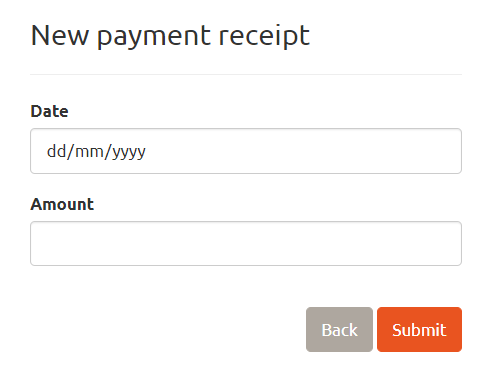 New payment receipt
Date
dd/mm/yyyy
Amount
Back Submit